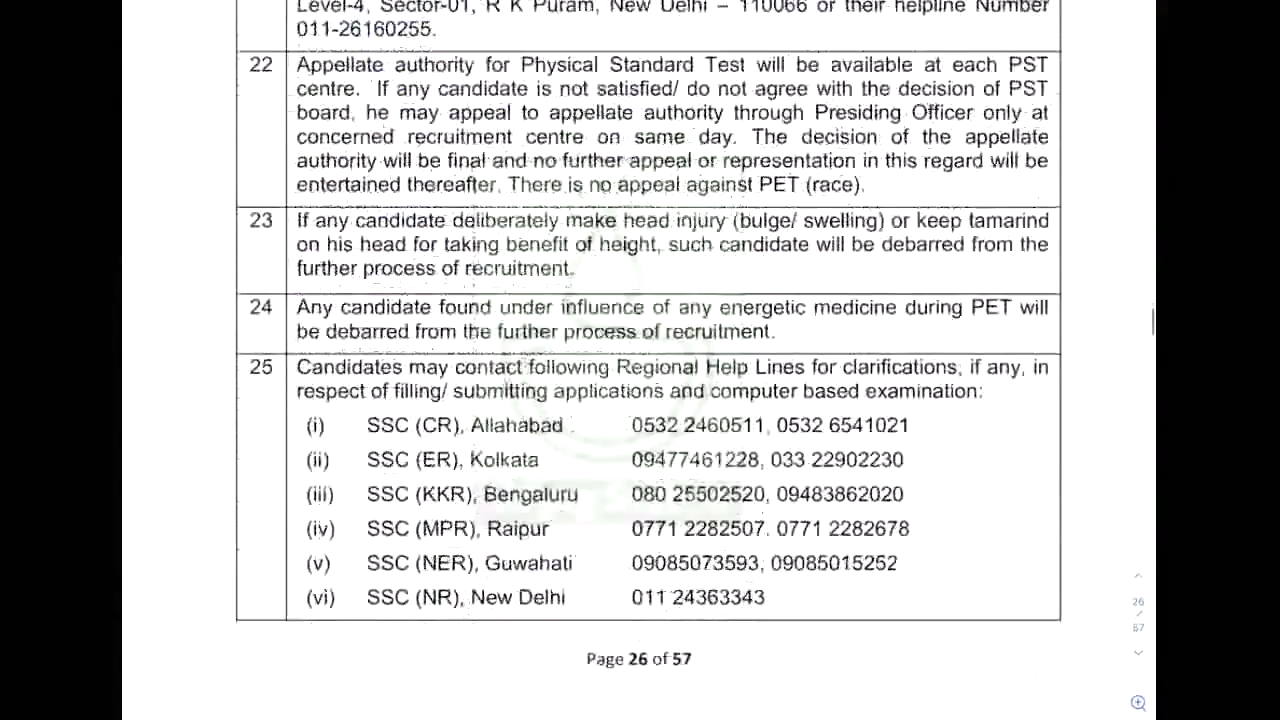 Level-4, Sector-01, R K Puram, New Delhi – 110066 or their helpline Number
011-26160255.
22 Appellate authority for Physical Standard Test will be available at each PST
centre. If any candidate is not satisfied/ do not agree with the decision of PST
board, he may appeal to appellate authority through Presiding Officer only at
concerned recruitment centre on same day. The decision of the appellate
authority will be final and no further appeal or representation in this regard will be
entertained thereafter. There is no appeal against PET (race).
23 If any candidate deliberately make head injury (bulge/ swelling) or keep tamarind
on his head for taking benefit of height, such candidate will be debarred from the
further process of recruitment.
24 Any candidate found under influence of any energetic medicine during PET will
be debarred from the further process of recruitment.
25 Candidates may contact following Regional Help Lines for clarifications, if any, in
respect of filling/ submitting applications and computer based examination:
(i) SSC (CR), Allahabad 0532 2460511, 0532 6541021
(ii) SSC (ER), Kolkata 09477461228, 033 22902230
(iii) SSC (KKR), Bengaluru 080 25502520, 09483862020
(iv) SSC (MPR), Raipur 0771 2282507, 0771 2282678
(v) SSC (NER), Guwahati 09085073593, 09085015252
(vi) SSC (NR), New Delhi 011 24363343
Page 26 of 57
26
/
57